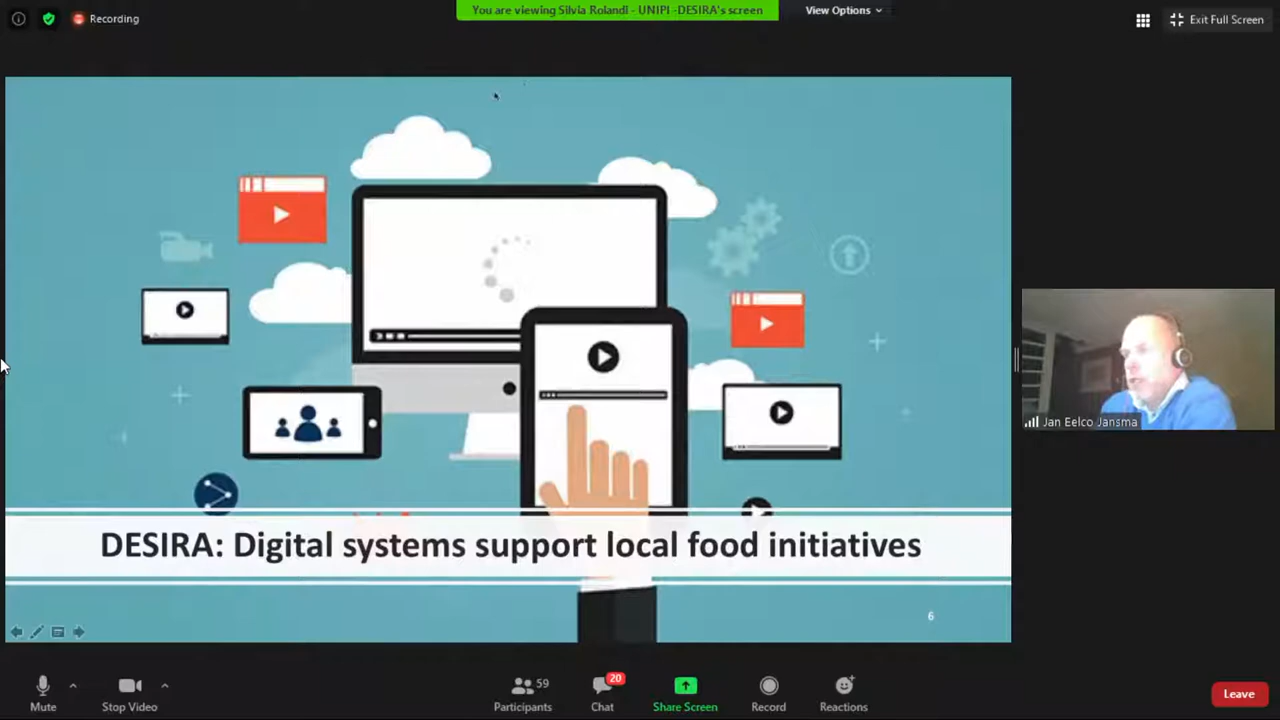 Recording
You are viewing Silvia Rolandi - UNIPI -DESIRA's screen
View Options
Exit Full Screen
DESIRA: Digital systems support local food initiatives
6
Jan Eelco Jansma
Mute
Stop Video
59
Participants
20
Chat
Share Screen
Record
Reactions
Leave